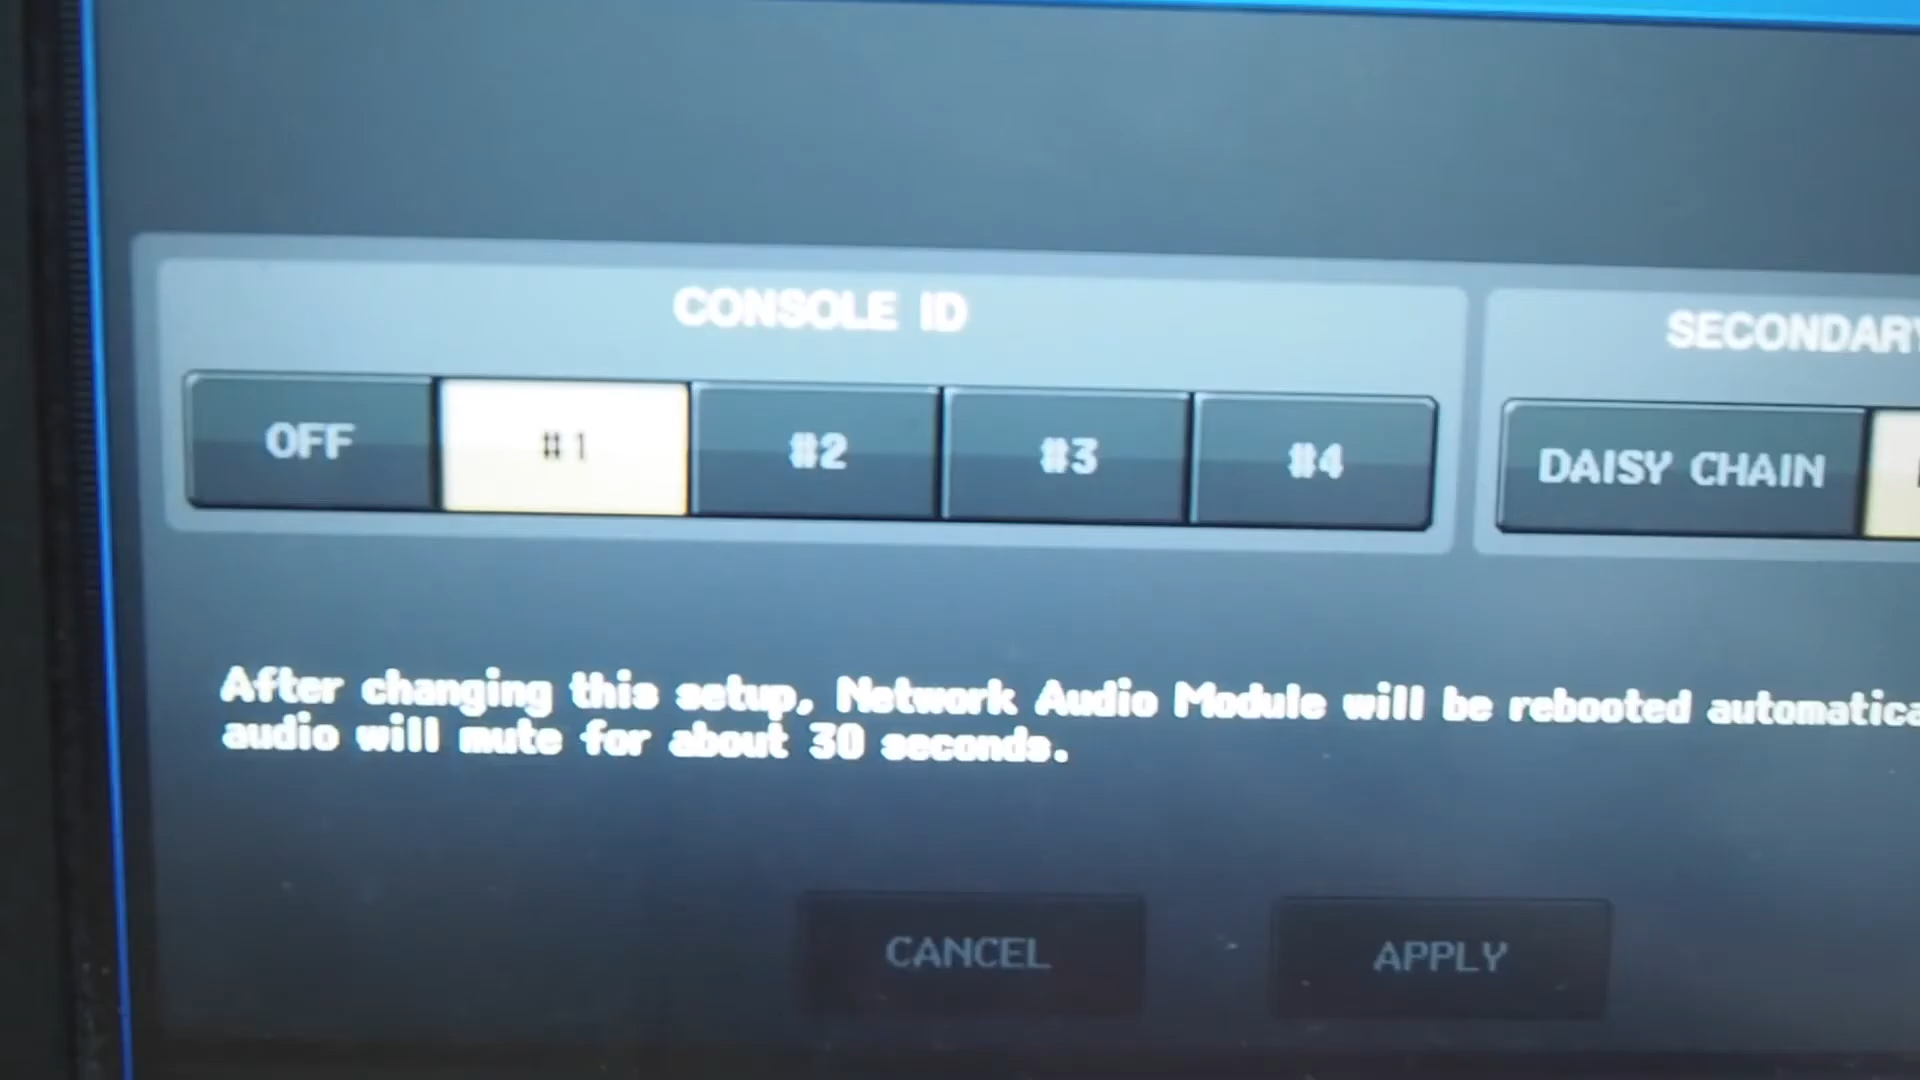 CONSOLE ID
SECONDARY
OFF #1 #2 #3 #4 DAISY CHAIN
After changing this setup, Network Audio Module will be rebooted
audio will mute for about 30 seconds.
CANCEL APPLY